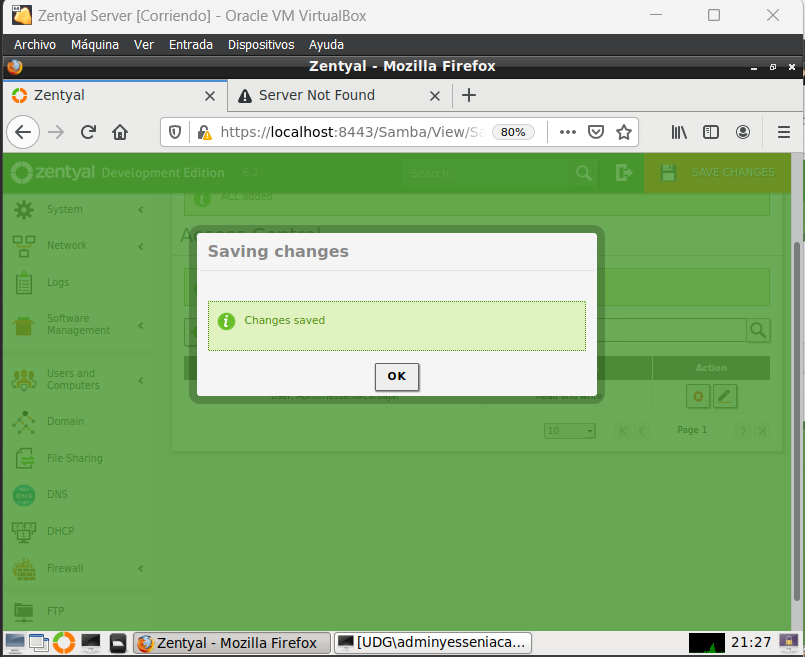 Zentyal Server [Corriendo] - Oracle VM VirtualBox
Archivo Máquina Ver Entrada Dispositivos Ayuda
Zentyal - Mozilla Firefox
Zentyal Server Not Found
https://localhost:8443/Samba/View/Sa 80%
zentyal Development Edition 6.2 Search... SAVE CHANGES
System
Network
Logs
Software Management
Users and Computers
Domain
File Sharing
DNS
DHCP
Firewall
FTP
ACL added
Access Control
Saving changes
Changes saved
OK
Action
User: AdminYesseniaCarbajal Read and write
10 Page 1
Zentyal - Mozilla Firefox [UDG\adminyesseniaca... 21:27